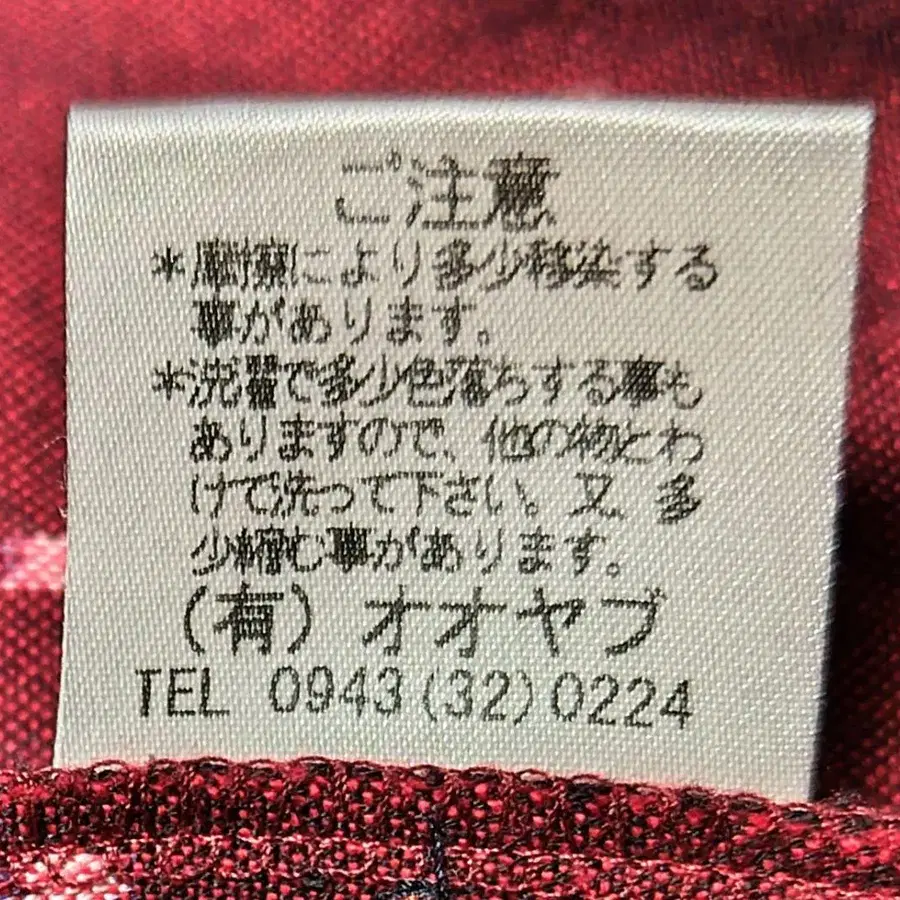 ご注意
*摩擦により多少移染する
事があります。
*洗濯で多少色落ちする事も
ありますので、他の物とわ
けて洗って下さい。又、多
少縮む事があります。
(有) オオヤブ
TEL 0943(32)0224